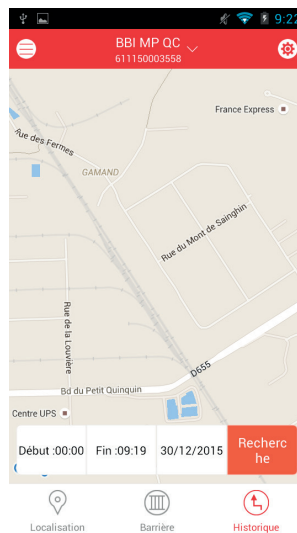 9:22
BBI MP QC
611150003558
France Express
Rue des Fermes
GAMAND
Rue du Mont de Sainghin
Rue de la Louvière
D655
Bd du Petit Quinquin
Centre UPS
Début :00:00 Fin :09:19 30/12/2015 Recherc
he
Localisation Barrière Historique